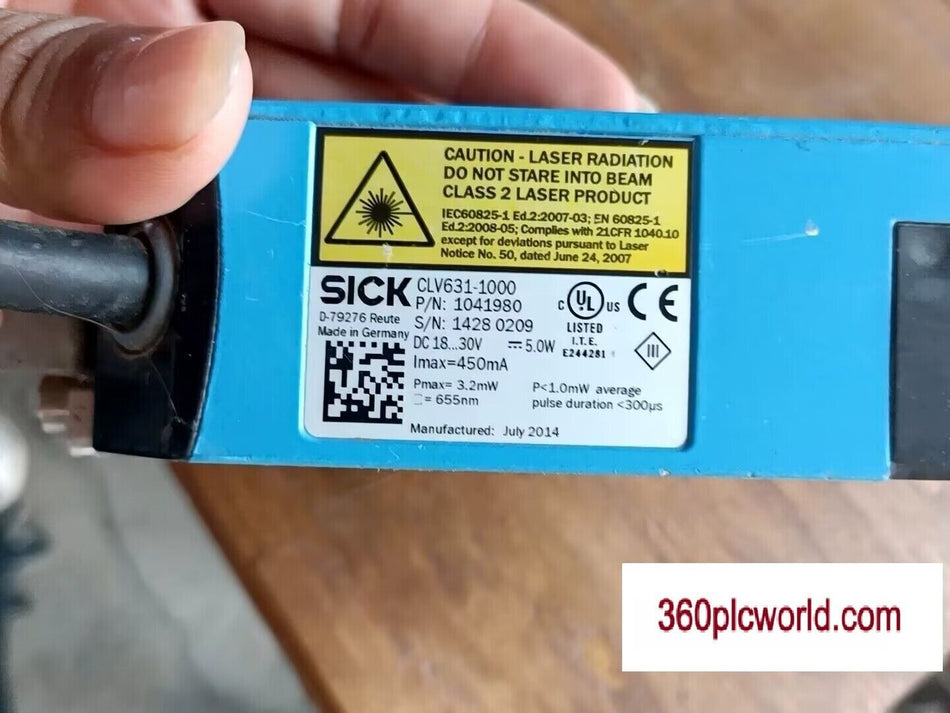 CAUTION - LASER RADIATION
DO NOT STARE INTO BEAM
CLASS 2 LASER PRODUCT
IEC60825-1 Ed.2:2007-03; EN 60825-1
Ed.2:2008-05; Complies with 21CFR 1040.10
except for deviations pursuant to Laser
Notice No. 50, dated June 24, 2007
SICK
D-79276 Reute
Made in Germany
CLV631-1000
P/N: 1041980
S/N: 1428 0209
DC 18...30V ⎓ 5.0W
Imax=450mA
Pmax= 3.2mW
□= 655nm
C UL US
LISTED
I.T.E.
E244281
CE
III
P<1.0mW average
pulse duration <300µs
Manufactured: July 2014
360plcworld.com